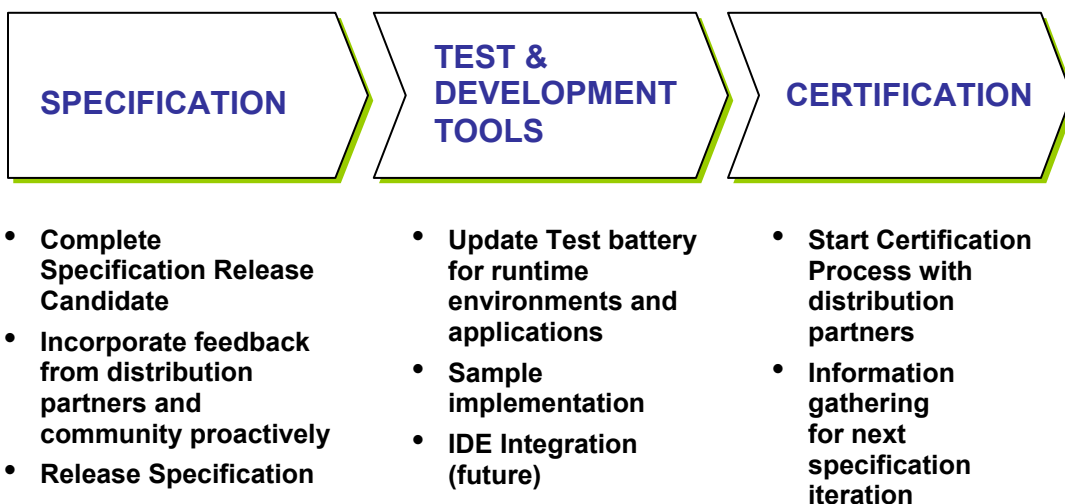 SPECIFICATION
TEST &
DEVELOPMENT
TOOLS
CERTIFICATION
• Complete
Specification Release
Candidate
• Incorporate feedback
from distribution
partners and
community proactively
• Release Specification
• Update Test battery
for runtime
environments and
applications
• Sample
implementation
• IDE Integration
(future)
• Start Certification
Process with
distribution
partners
• Information
gathering
for next
specification
iteration